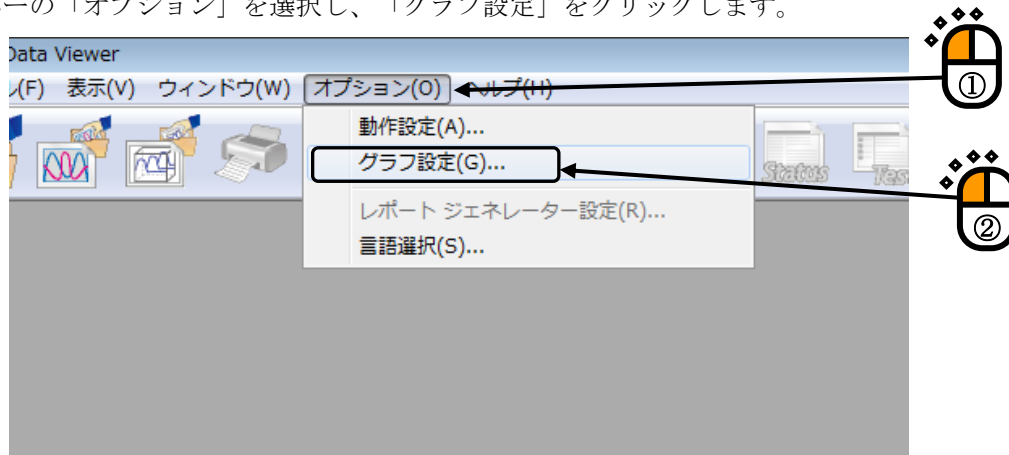 ーの「オプション」を選択し、「グラフ設定」をクリックします。
Data Viewer
(F) 表示(V) ウィンドウ(W) オプション(O) ヘルプ(H)
①
動作設定(A)...
グラフ設定(G)...
Status
レポート ジェネレーター設定(R)...
②
言語選択(S)...